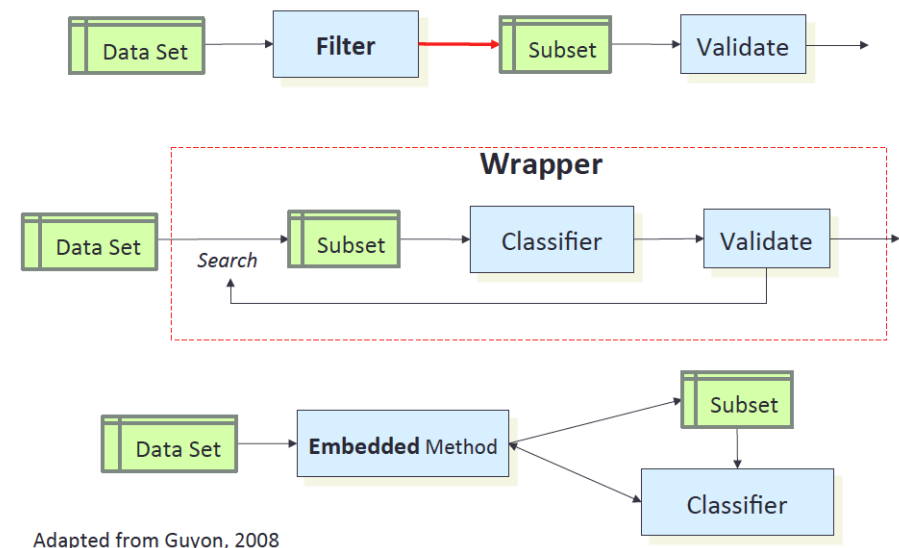 Data Set
Filter
Subset
Validate
Wrapper
Data Set
Search
Subset
Classifier
Validate
Subset
Data Set
Embedded Method
Classifier
Adapted from Guyon, 2008